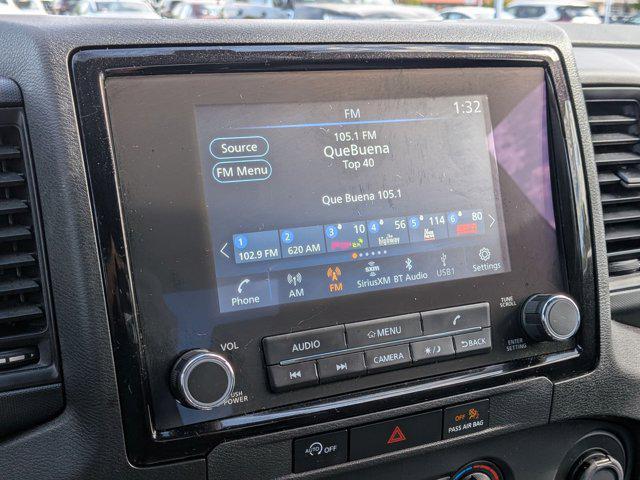 FM
1:32
105.1 FM
QueBuena
Top 40
Source
FM Menu
Que Buena 105.1
1 2 3 10 4 56 5 114 6 80
102.9 FM 620 AM
Phone AM FM SiriusXM BT Audio USB1 Settings
VOL
PUSH
POWER
AUDIO MENU
CAMERA BACK
TUNE
SCROLL
ENTER
SETTING
AUTO OFF
OFF
PASS AIR BAG